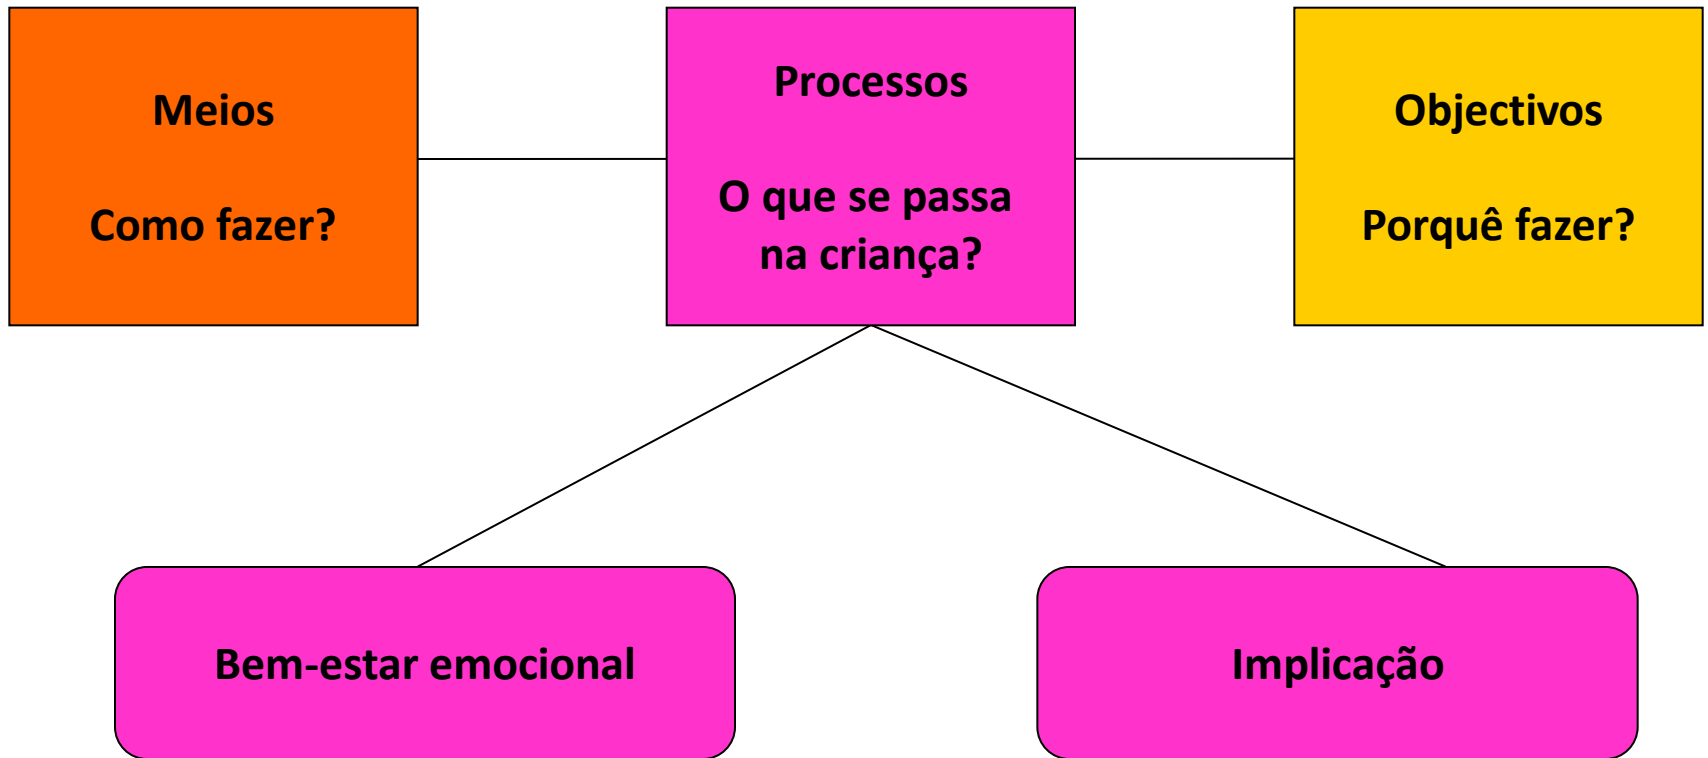 Meios
Como fazer?
Processos
O que se passa
na criança?
Objectivos
Porquê fazer?
Bem-estar emocional
Implicação